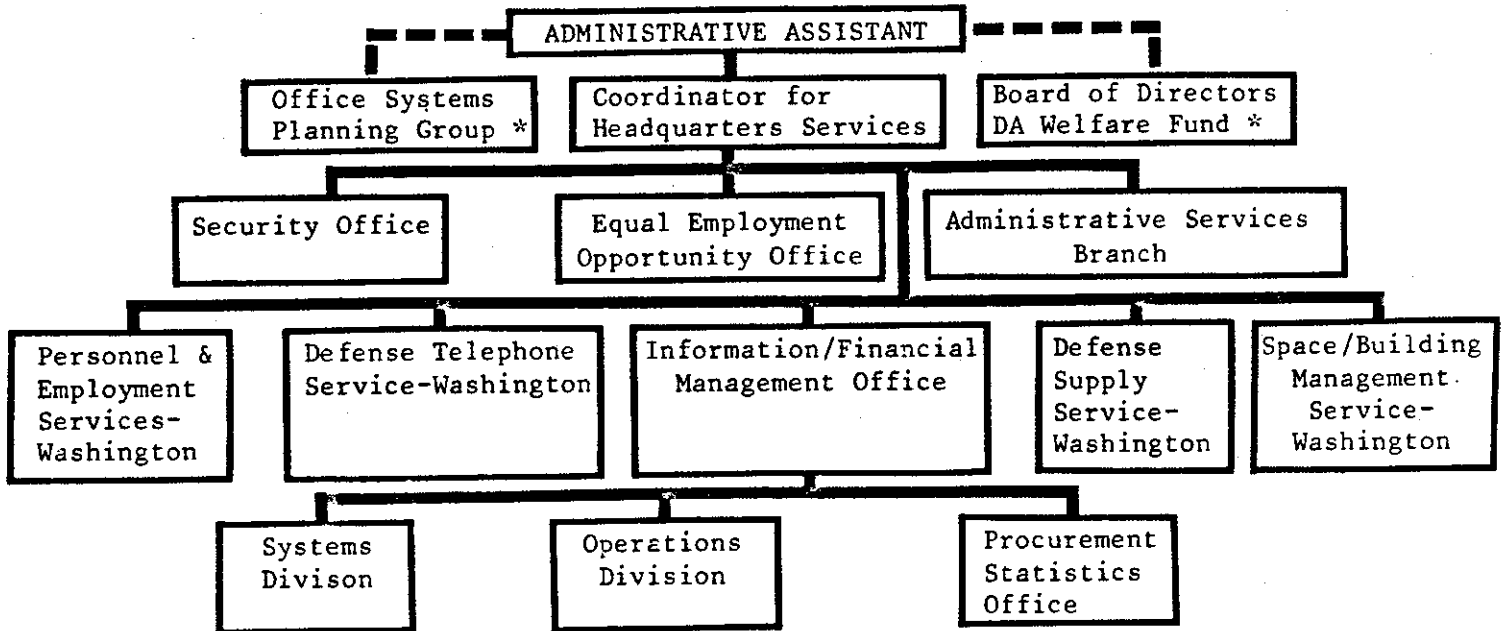 ADMINISTRATIVE ASSISTANT
Office Systems
Planning Group *
Coordinator for
Headquarters Services
Board of Directors
DA Welfare Fund *
Security Office
Equal Employment
Opportunity Office
Administrative Services
Branch
Personnel &
Employment
Services-
Washington
Defense Telephone
Service-Washington
Information/Financial
Management Office
Defense
Supply
Service-
Washington
Space/Building
Management
Service-
Washington
Systems
Divison
Operations
Division
Procurement
Statistics
Office